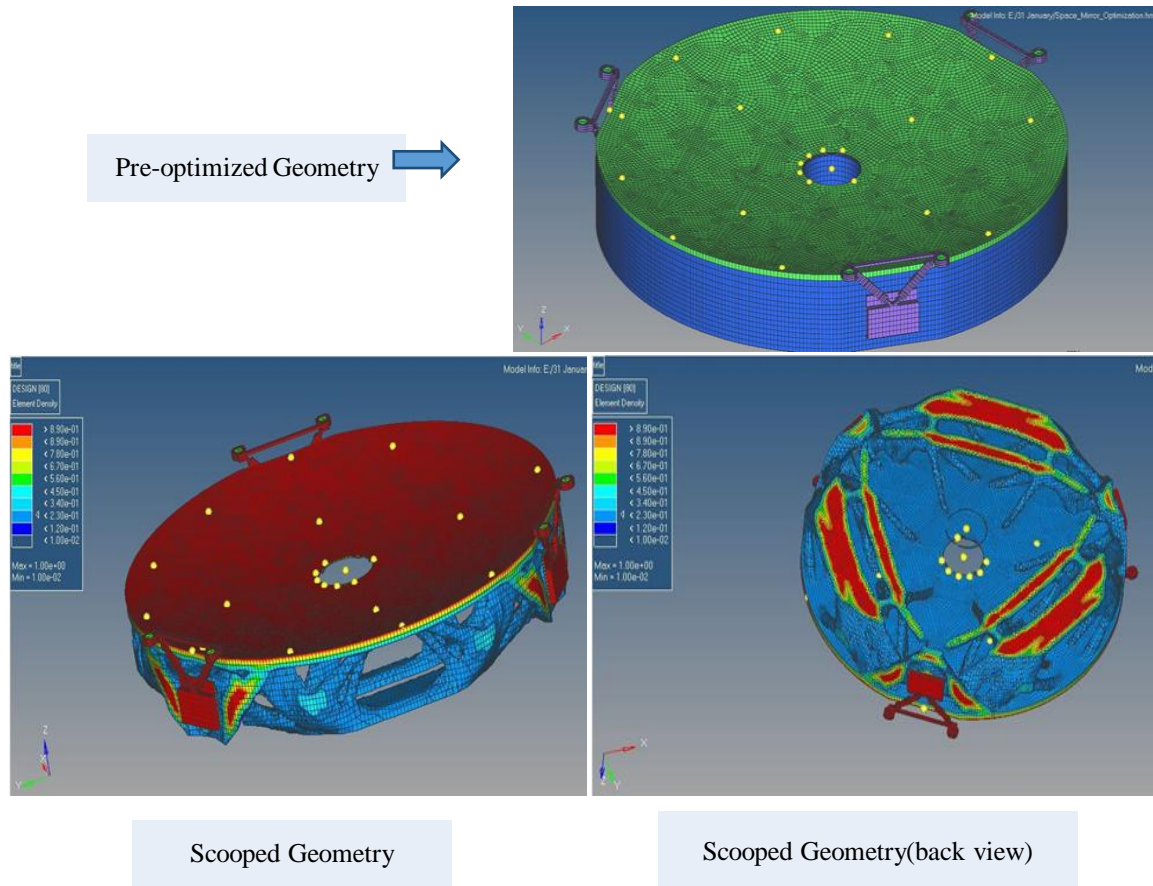 Model Info: E:/31 January/Space_Mirror_Optimization.hm
Pre-optimized Geometry
Z
Y
X
title
Model Info: E:/31 Januar
DESIGN [80]
Element Density
> 8.90e-01
< 8.90e-01
< 7.80e-01
< 6.70e-01
< 5.60e-01
< 4.50e-01
< 3.40e-01
< 2.30e-01
< 1.20e-01
< 1.00e-02
Max = 1.00e+00
Min = 1.00e-02
Z
X
Y
title
Mod
DESIGN [80]
Element Density
> 8.90e-01
< 8.90e-01
< 7.80e-01
< 6.70e-01
< 5.60e-01
< 4.50e-01
< 3.40e-01
< 2.30e-01
< 1.20e-01
< 1.00e-02
Max = 1.00e+00
Min = 1.00e-02
X
Z
Y
Scooped Geometry
Scooped Geometry(back view)